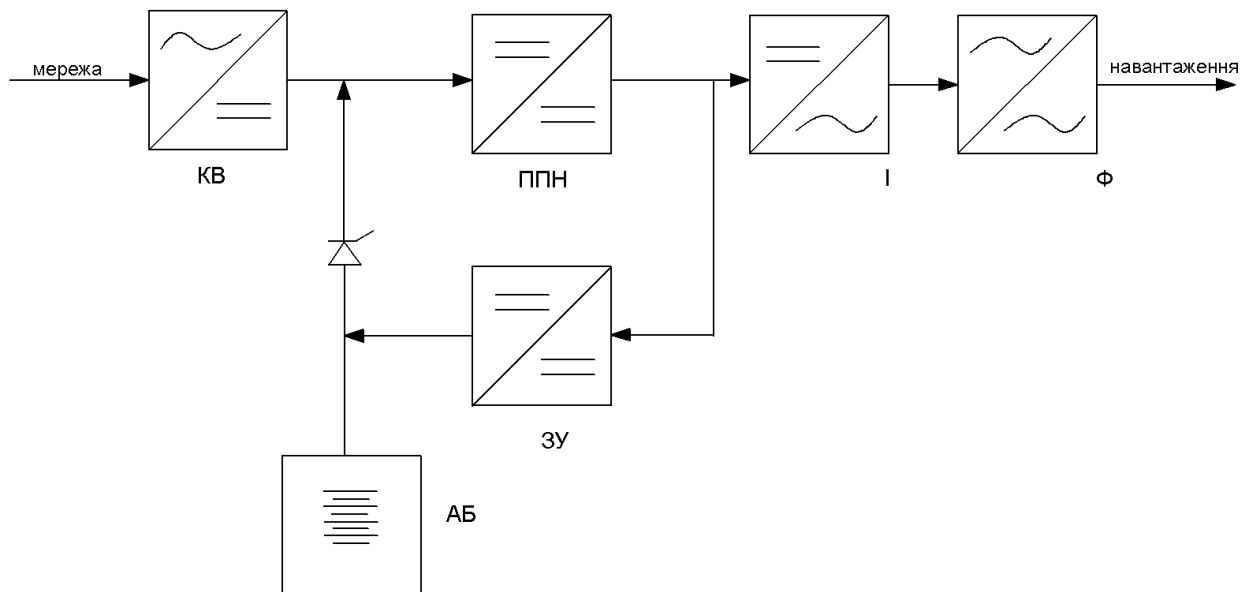 мережа
навантаження
КВ
ППН
І
Ф
ЗУ
АБ